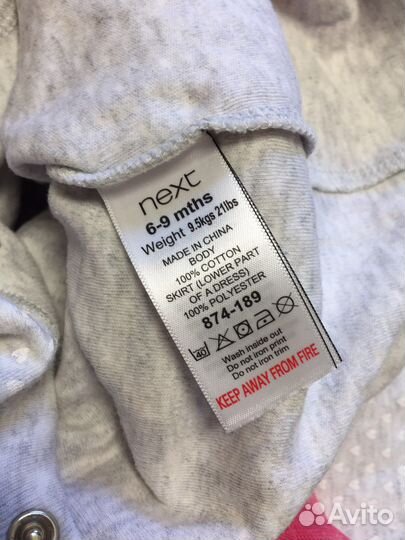 next
6-9 mths
Weight 9.5kgs 21lbs
MADE IN CHINA
BODY
100% COTTON
SKIRT (LOWER PART
OF A DRESS)
100% POLYESTER
874-189
40
Wash inside out
Do not iron print
Do not iron trim
KEEP AWAY FROM FIRE
Avito